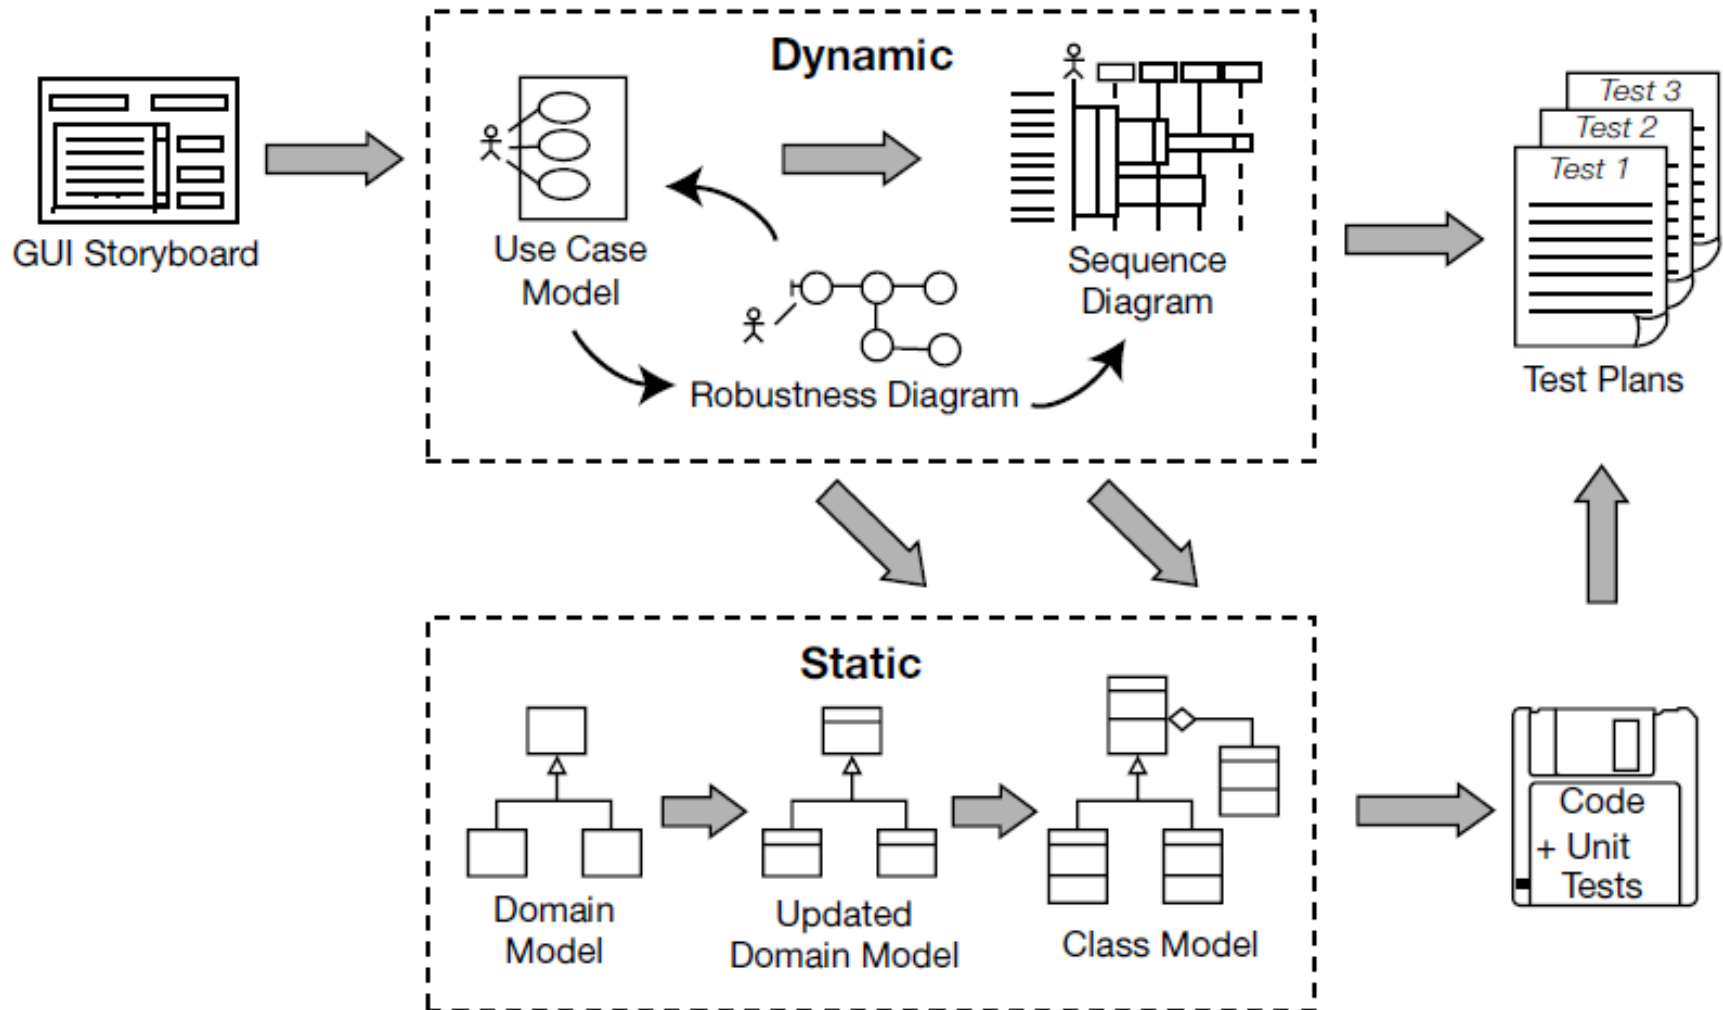 Dynamic
GUI Storyboard
Use Case
Model
Robustness Diagram
Sequence
Diagram
Test 3
Test 2
Test 1
Test Plans
Static
Domain
Model
Updated
Domain Model
Class Model
Code
+ Unit
Tests